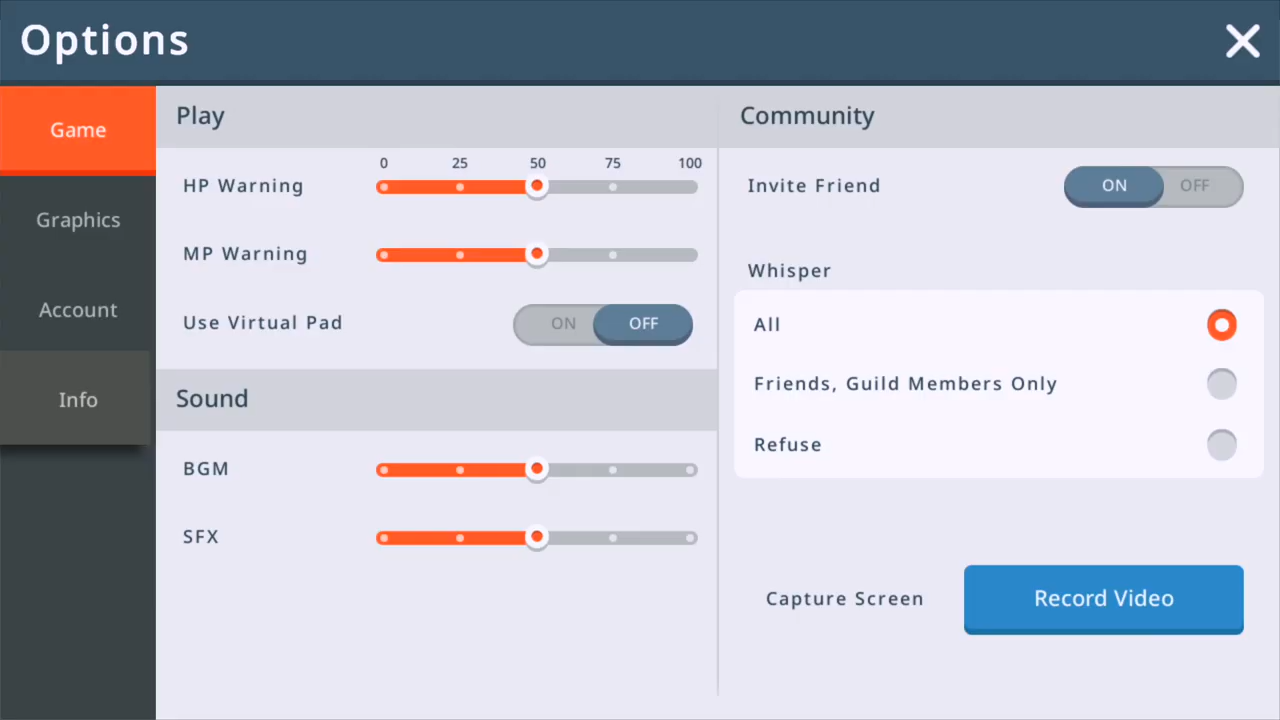 Options
Game
Graphics
Account
Info
Play
0 25 50 75 100
HP Warning
MP Warning
Use Virtual Pad ON OFF
Sound
BGM
SFX
Community
Invite Friend ON OFF
Whisper
All
Friends, Guild Members Only
Refuse
Capture Screen Record Video